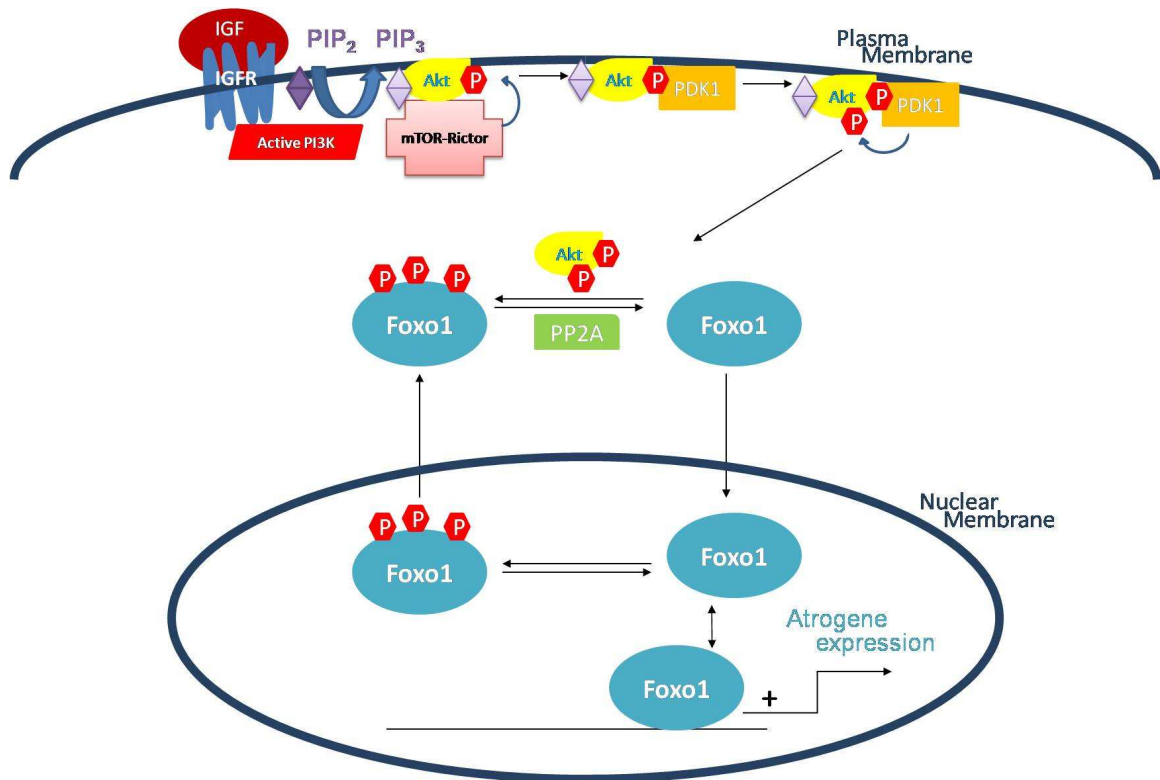 IGF
IGFR
PIP2
PIP3
Active PI3K
Akt
P
mTOR-Rictor
Akt
P
PDK1
Plasma
Membrane
Akt
P
PDK1
P
Akt
P
P
P
P
P
Foxo1
PP2A
Foxo1
Nuclear
Membrane
P
P
P
Foxo1
Foxo1
Atrogene
expression
Foxo1
+